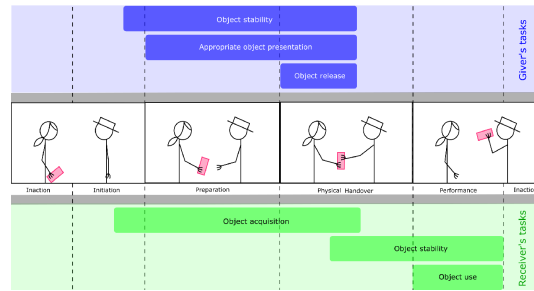 Object stability
Appropriate object presentation
Object release
Giver's tasks
Inaction
Initiation
Preparation
Physical Handover
Performance
Inactio
Object acquisition
Object stability
Object use
Receiver's tasks